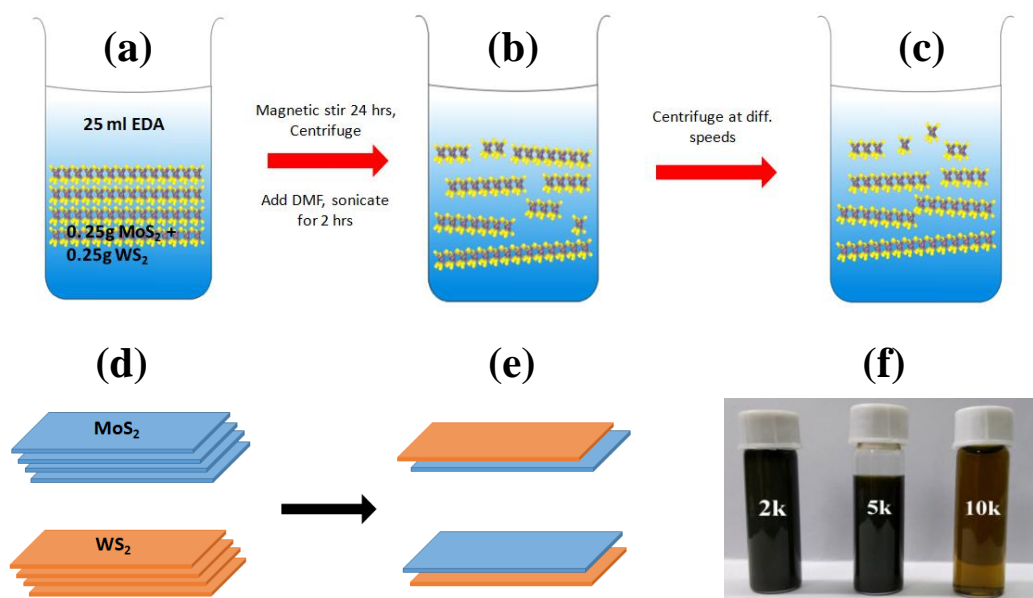 (a)
(b)
(c)
25 ml EDA
0. 25g MoS₂ +
0.25g WS₂
Magnetic stir 24 hrs,
Centrifuge
Add DMF, sonicate
for 2 hrs
Centrifuge at diff.
speeds
(d)
(e)
(f)
MoS₂
WS₂
2k
5k
10k